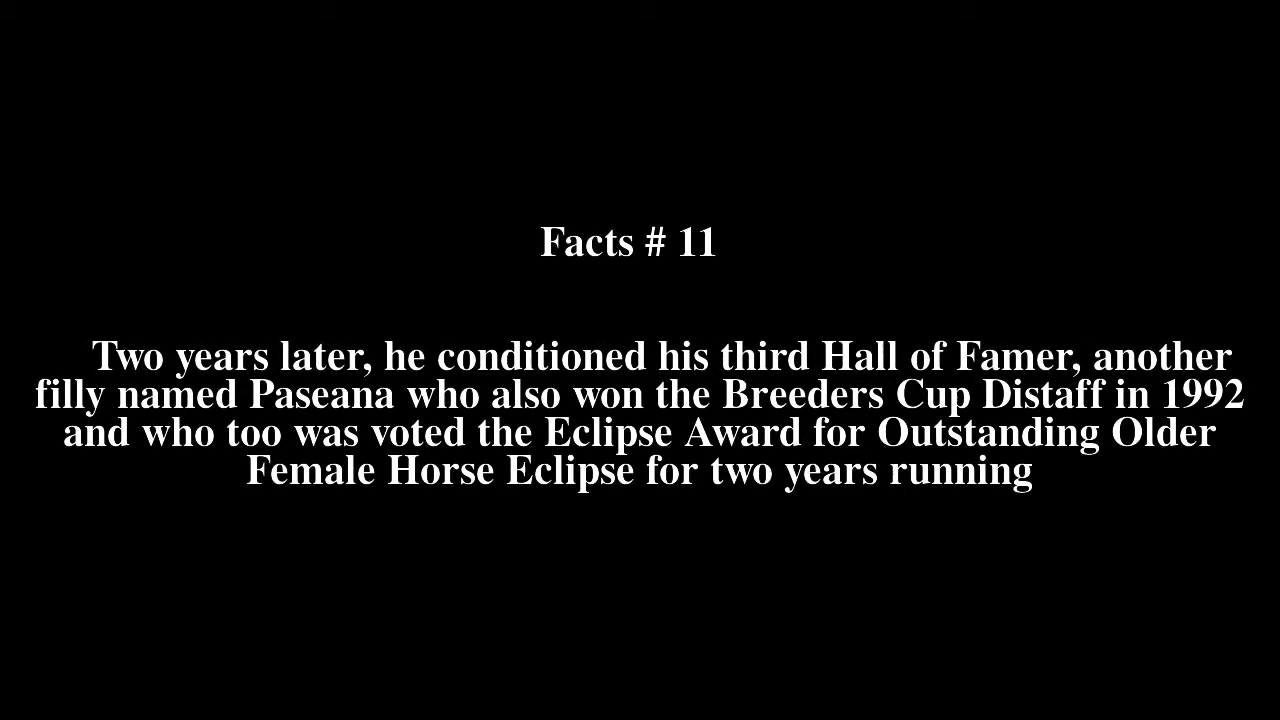 Facts # 11
Two years later, he conditioned his third Hall of Famer, another
filly named Paseana who also won the Breeders Cup Distaff in 1992
and who too was voted the Eclipse Award for Outstanding Older
Female Horse Eclipse for two years running